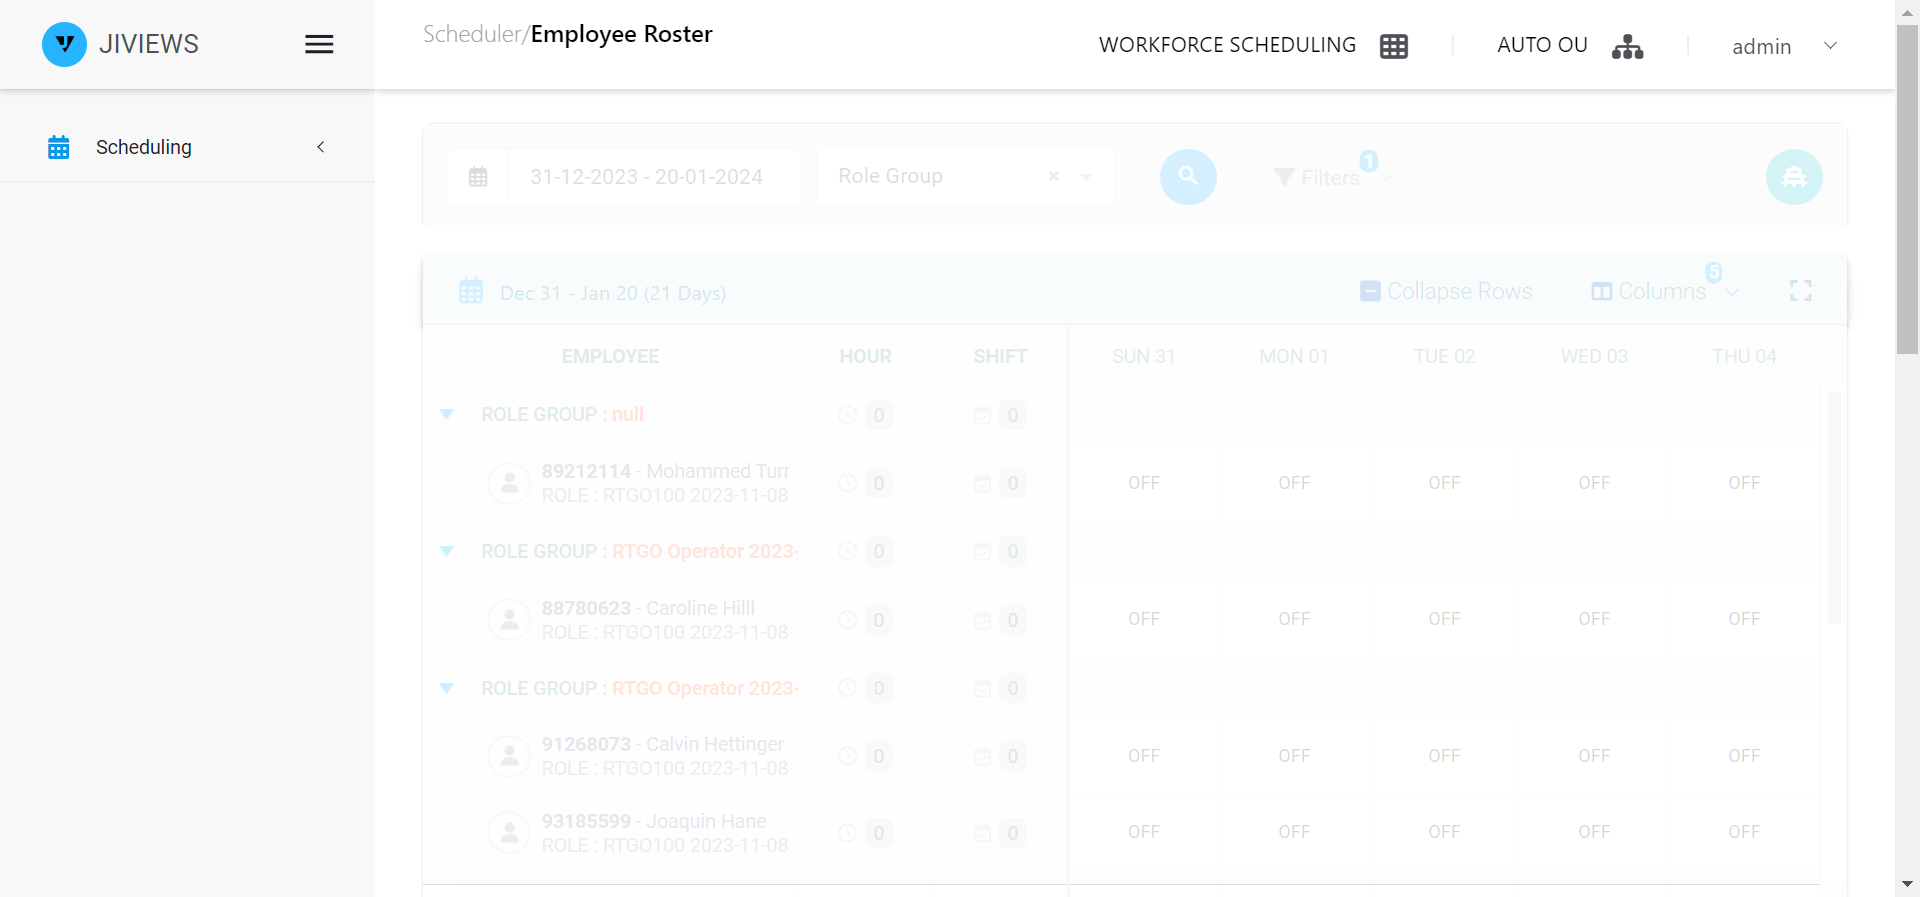 JIVIEWS
Scheduler/Employee Roster
WORKFORCE SCHEDULING
AUTO OU
admin
Scheduling
31-12-2023 - 20-01-2024
Role Group
×
Filters
1
Dec 31 - Jan 20 (21 Days)
Collapse Rows
Columns
5
EMPLOYEE HOUR SHIFT SUN 31 MON 01 TUE 02 WED 03 THU 04
ROLE GROUP : null 0 0
89212114 - Mohammed Turr
ROLE : RTGO100 2023-11-08
0 0 OFF OFF OFF OFF OFF
ROLE GROUP : RTGO Operator 2023- 0 0
88780623 - Caroline Hilll
ROLE : RTGO100 2023-11-08
0 0 OFF OFF OFF OFF OFF
ROLE GROUP : RTGO Operator 2023- 0 0
91268073 - Calvin Hettinger
ROLE : RTGO100 2023-11-08
0 0 OFF OFF OFF OFF OFF
93185599 - Joaquin Hane
ROLE : RTGO100 2023-11-08
0 0 OFF OFF OFF OFF OFF